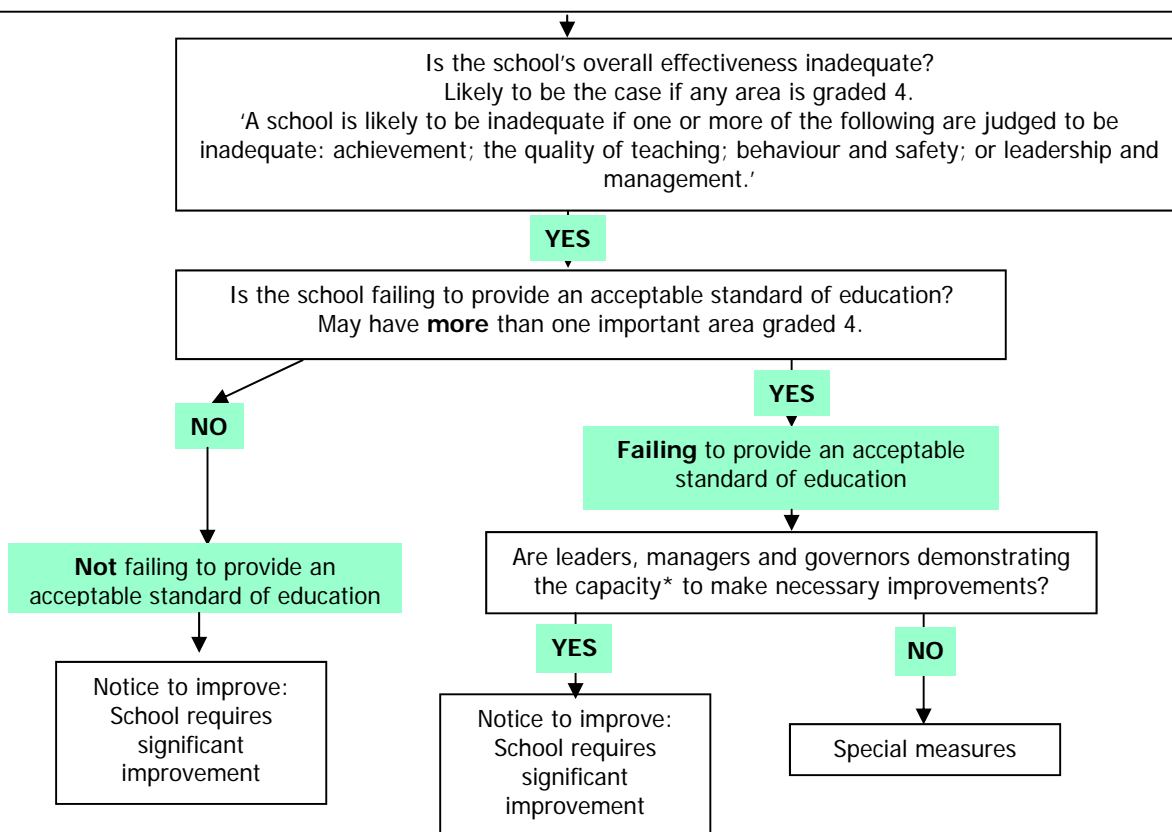 Is the school's overall effectiveness inadequate?
Likely to be the case if any area is graded 4.
'A school is likely to be inadequate if one or more of the following are judged to be
inadequate: achievement; the quality of teaching; behaviour and safety; or leadership and
management.'
YES
Is the school failing to provide an acceptable standard of education?
May have more than one important area graded 4.
NO
YES
Failing to provide an acceptable
standard of education
Not failing to provide an
acceptable standard of education
Are leaders, managers and governors demonstrating
the capacity* to make necessary improvements?
YES
NO
Notice to improve:
School requires
significant
improvement
Notice to improve:
School requires
significant
improvement
Special measures